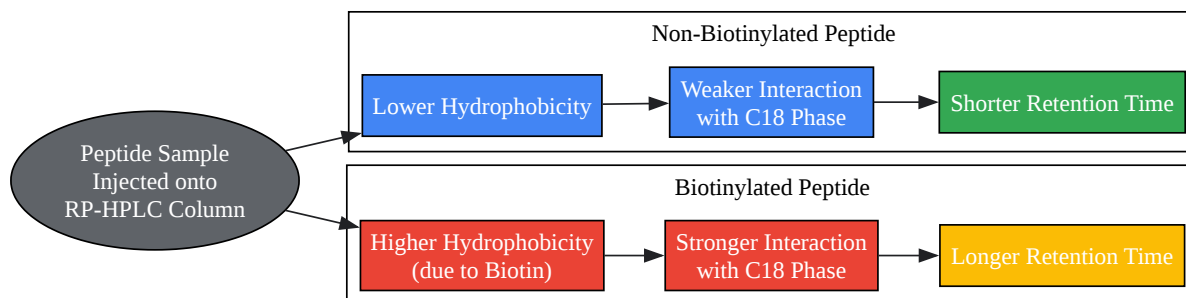 Peptide Sample
Injected onto
RP-HPLC Column
Non-Biotinylated Peptide
Lower Hydrophobicity
Weaker Interaction
with C18 Phase
Shorter Retention Time
Biotinylated Peptide
Higher Hydrophobicity
(due to Biotin)
Stronger Interaction
with C18 Phase
Longer Retention Time